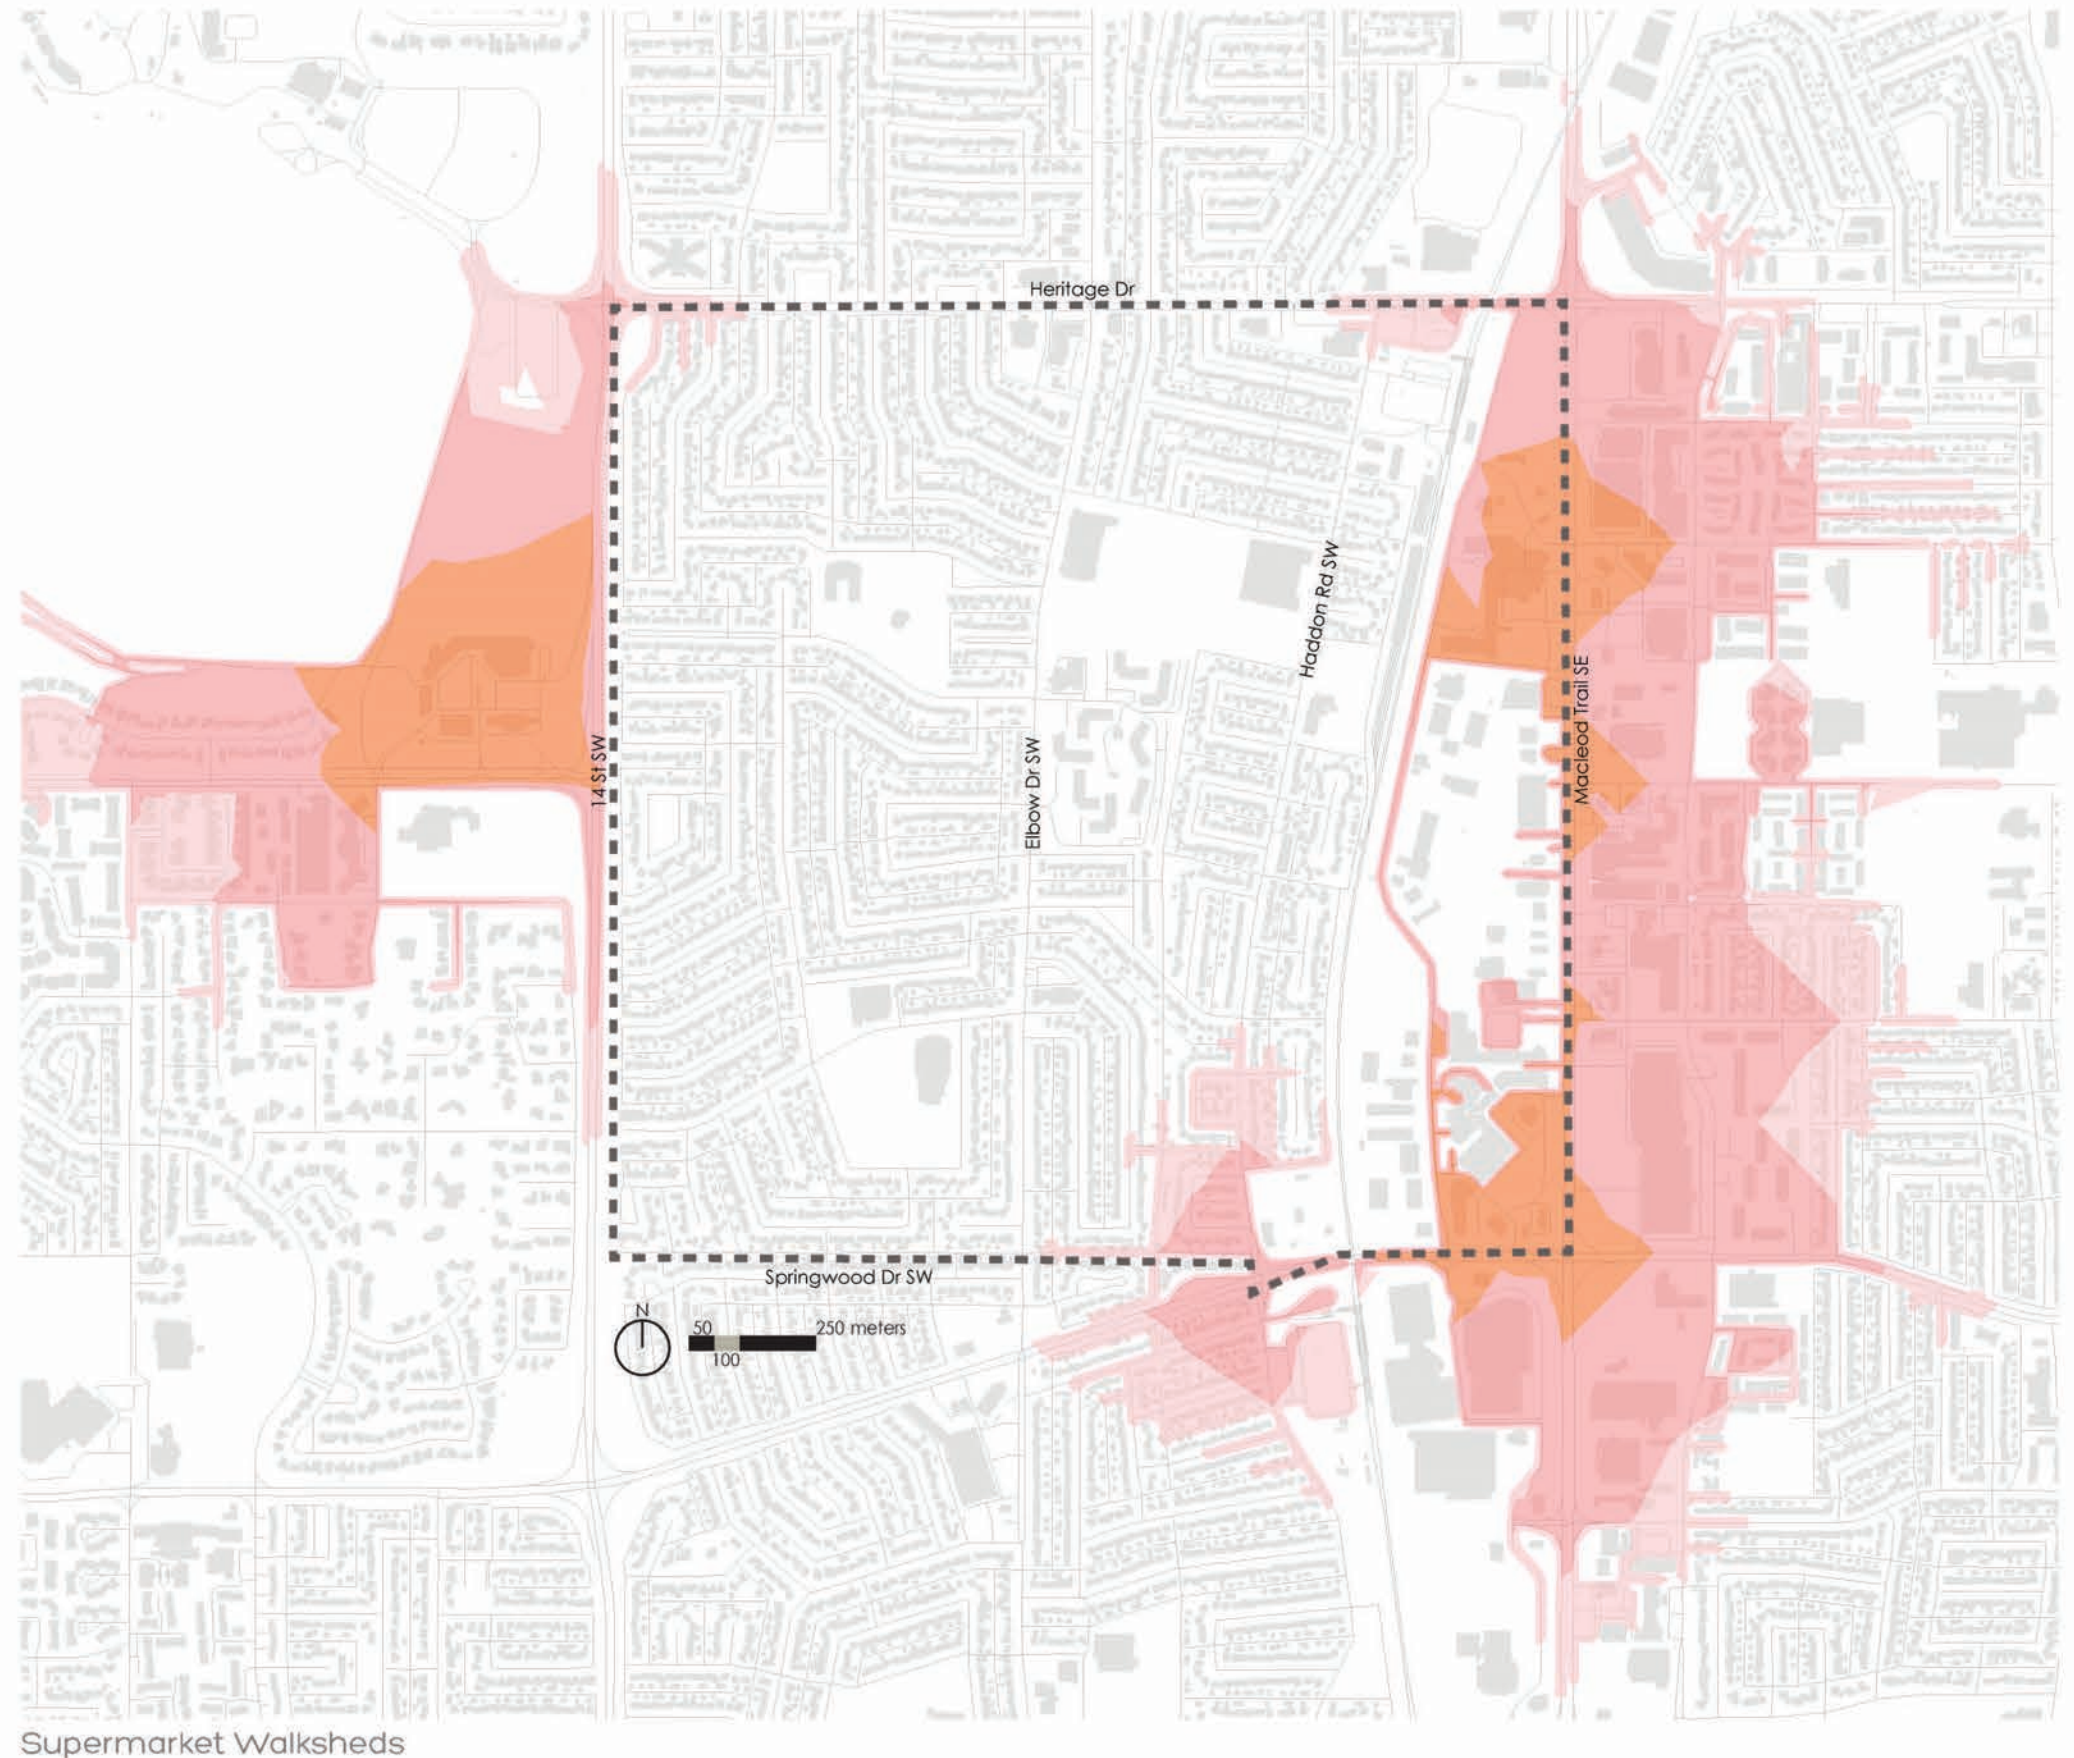 Heritage Dr
Haddon Rd SW
Macleod Trail SE
14 St SW
Elbow Dr SW
Springwood Dr SW
N
50
250 meters
100
Supermarket Walksheds